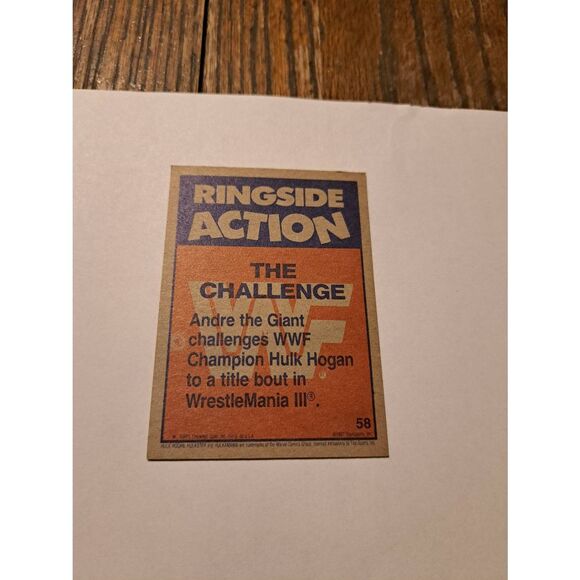 RINGSIDE
ACTION
THE
CHALLENGE
Andre the Giant
challenges WWF
Champion Hulk Hogan
to a title bout in
WrestleMania III®.
58
WWF